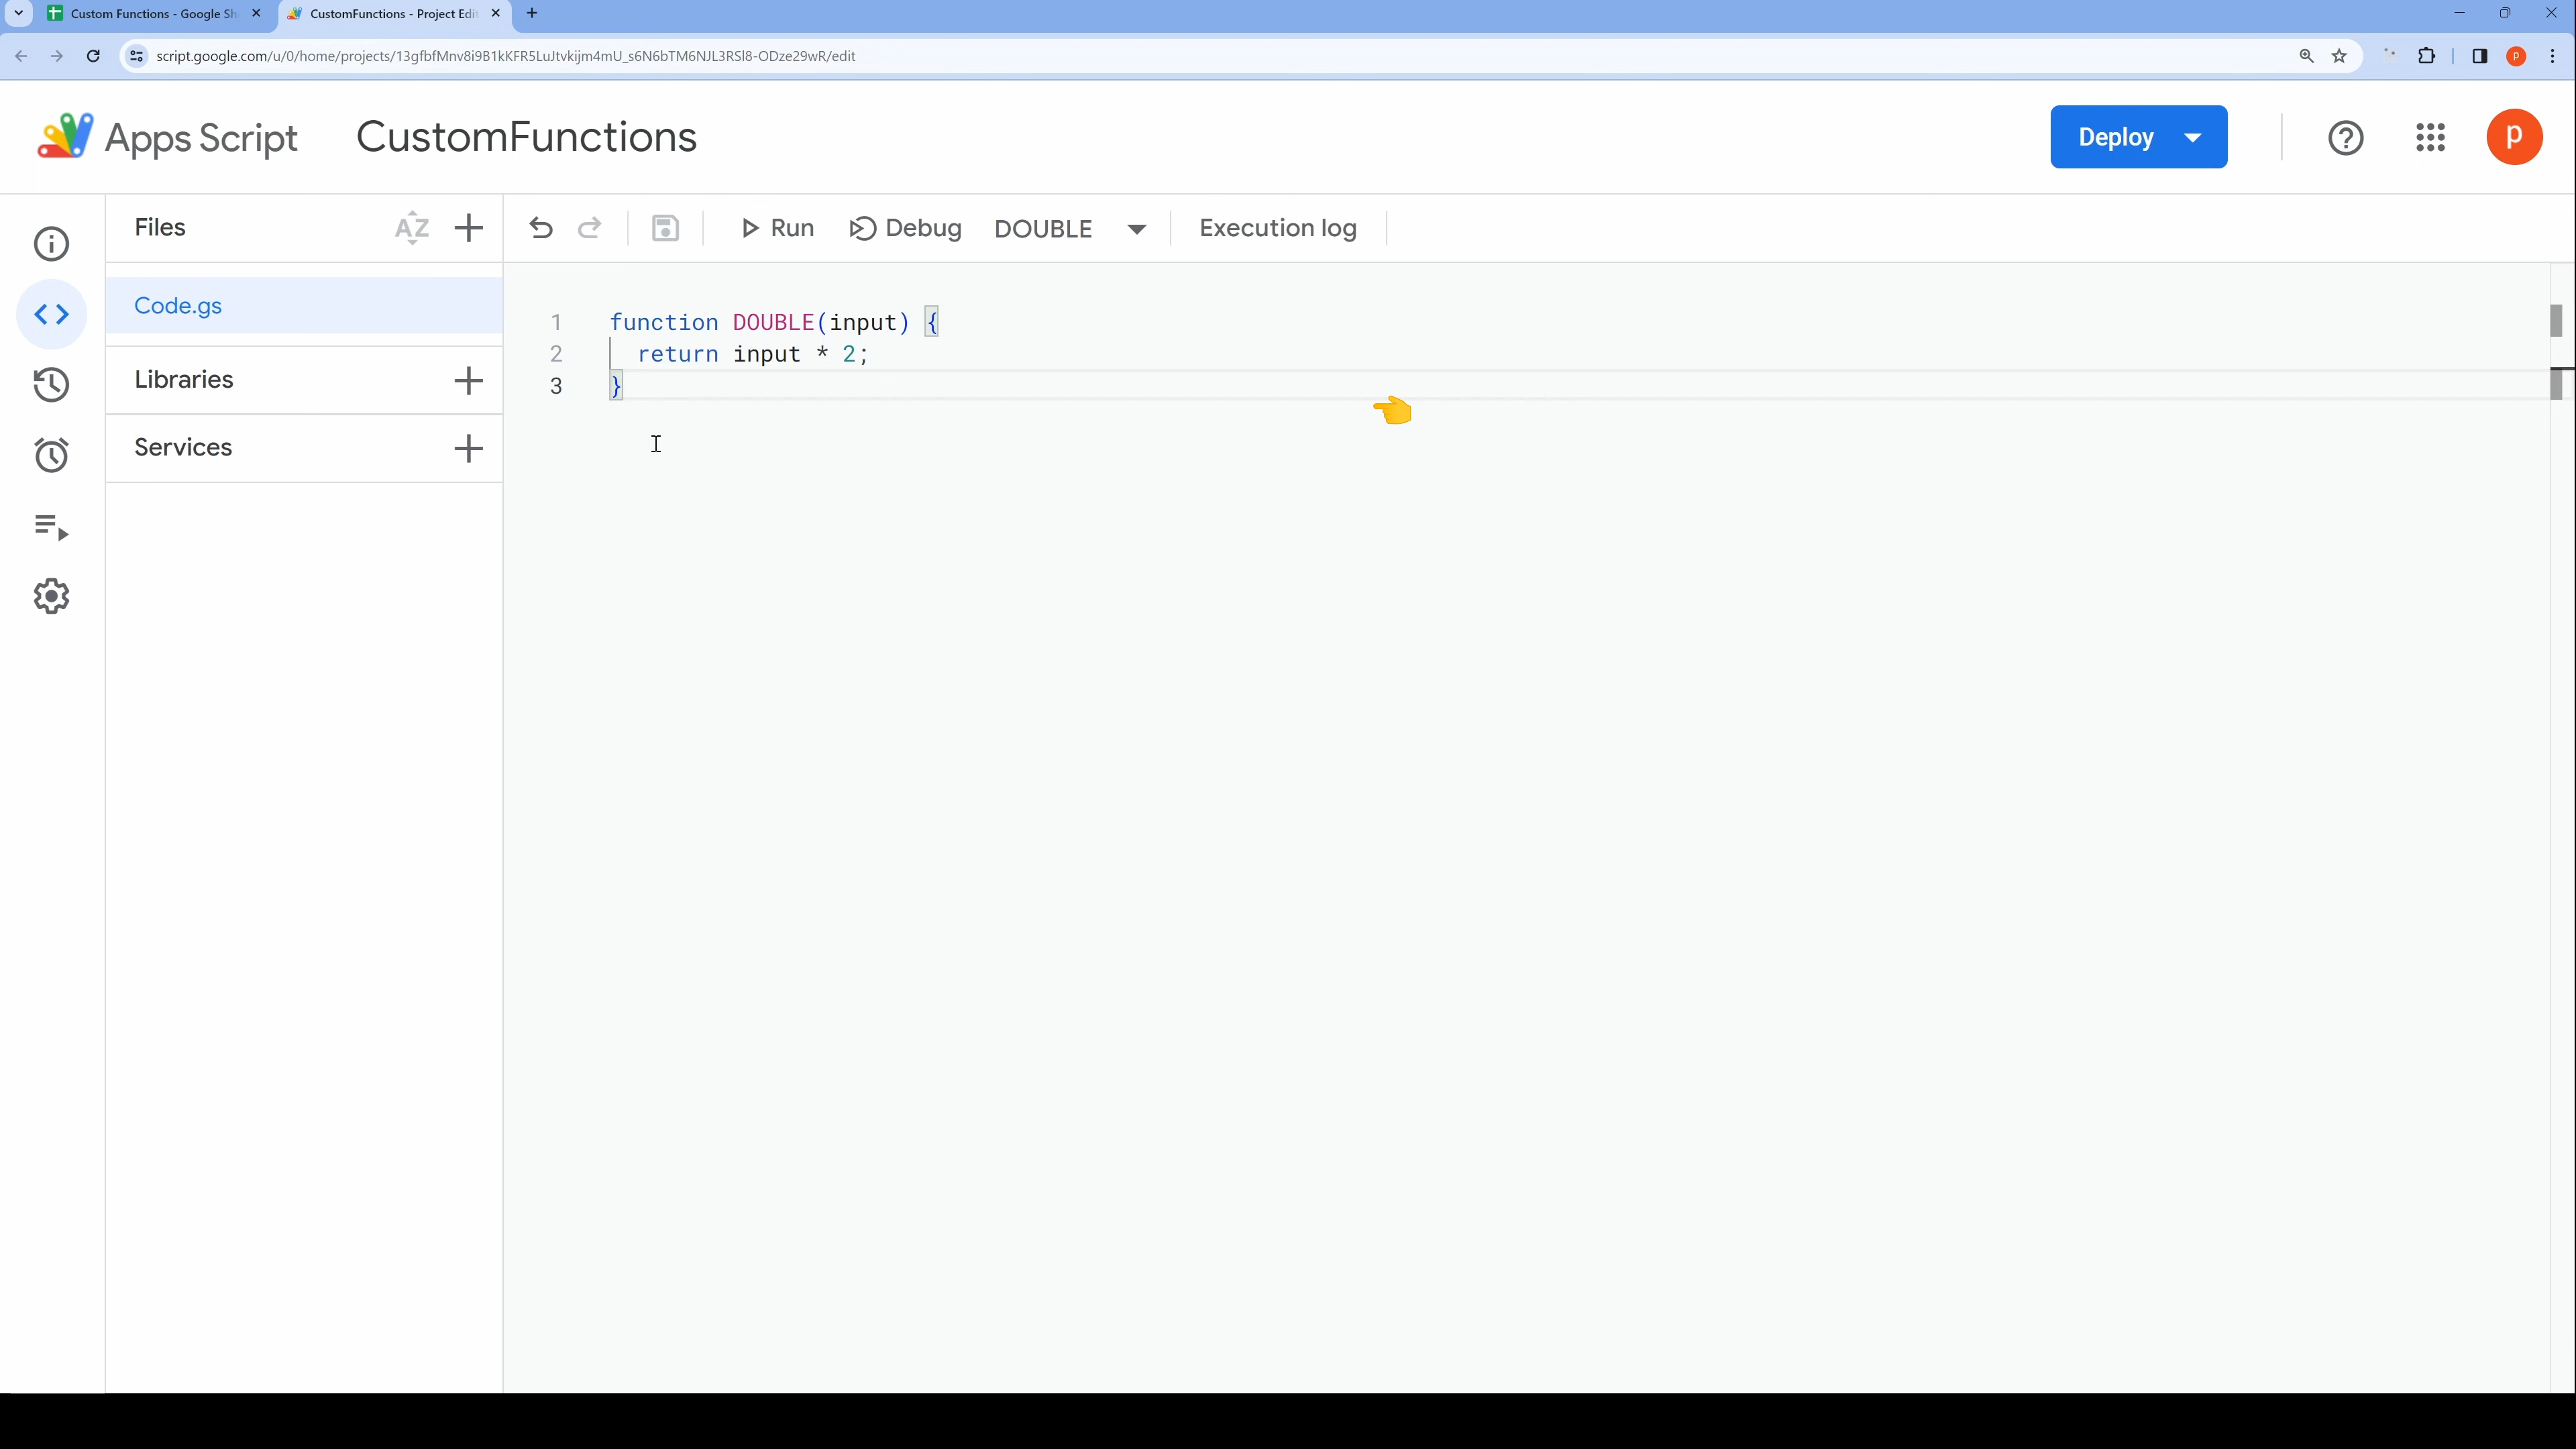 Custom Functions - Google Sh
CustomFunctions - Project Edit
script.google.com/u/0/home/projects/13gfbfMnv8i9B1kKFR5LuJtvkijm4mU_s6N6bTM6NJL3RSl8-ODze29wR/edit
p
Apps Script
CustomFunctions
Deploy
p
Files
AZ
Run
Debug
DOUBLE
Execution log
Code.gs
Libraries
Services
1 function DOUBLE(input) {
2 return input * 2;
3 }